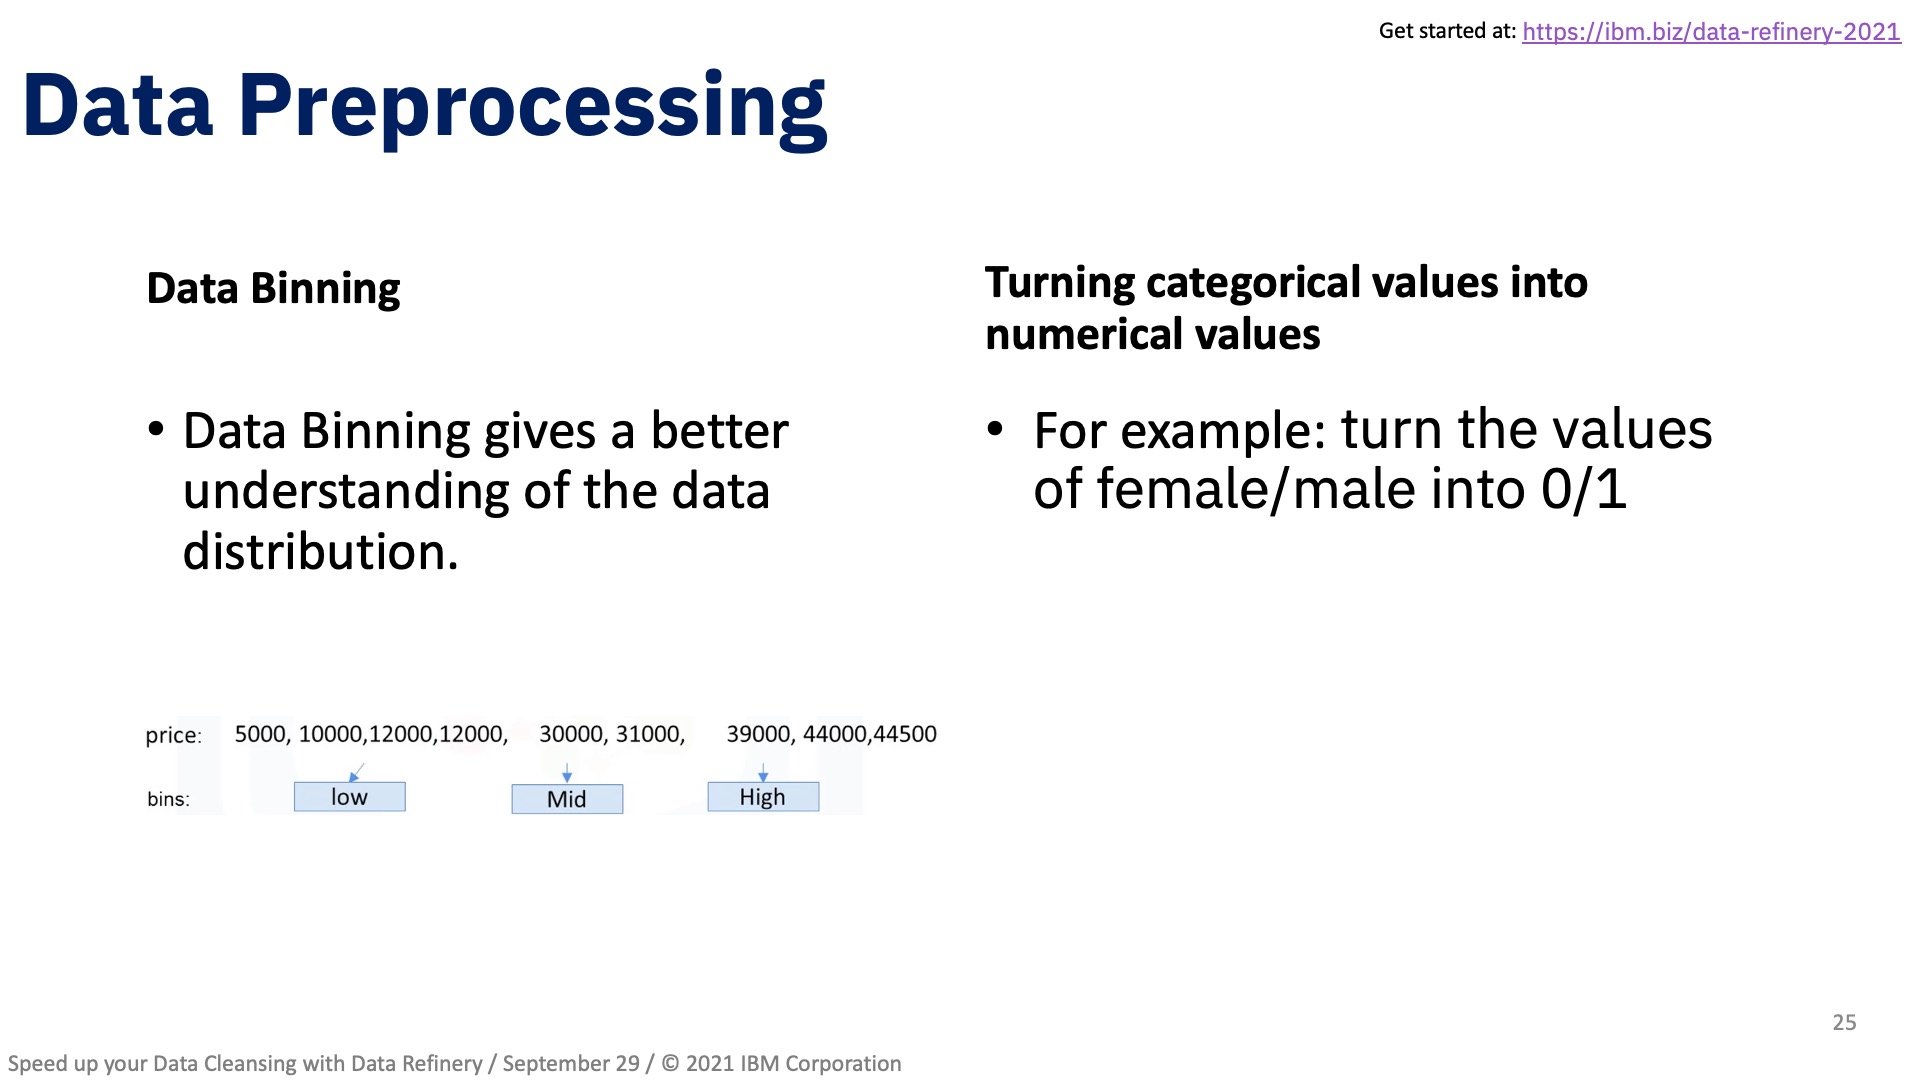 Get started at: https://ibm.biz/data-refinery-2021
Data Preprocessing
Data Binning
• Data Binning gives a better
understanding of the data
distribution.
price: 5000, 10000,12000,12000, 30000, 31000, 39000, 44000,44500
bins: low Mid High
Turning categorical values into
numerical values
• For example: turn the values
of female/male into 0/1
25
Speed up your Data Cleansing with Data Refinery / September 29 / © 2021 IBM Corporation